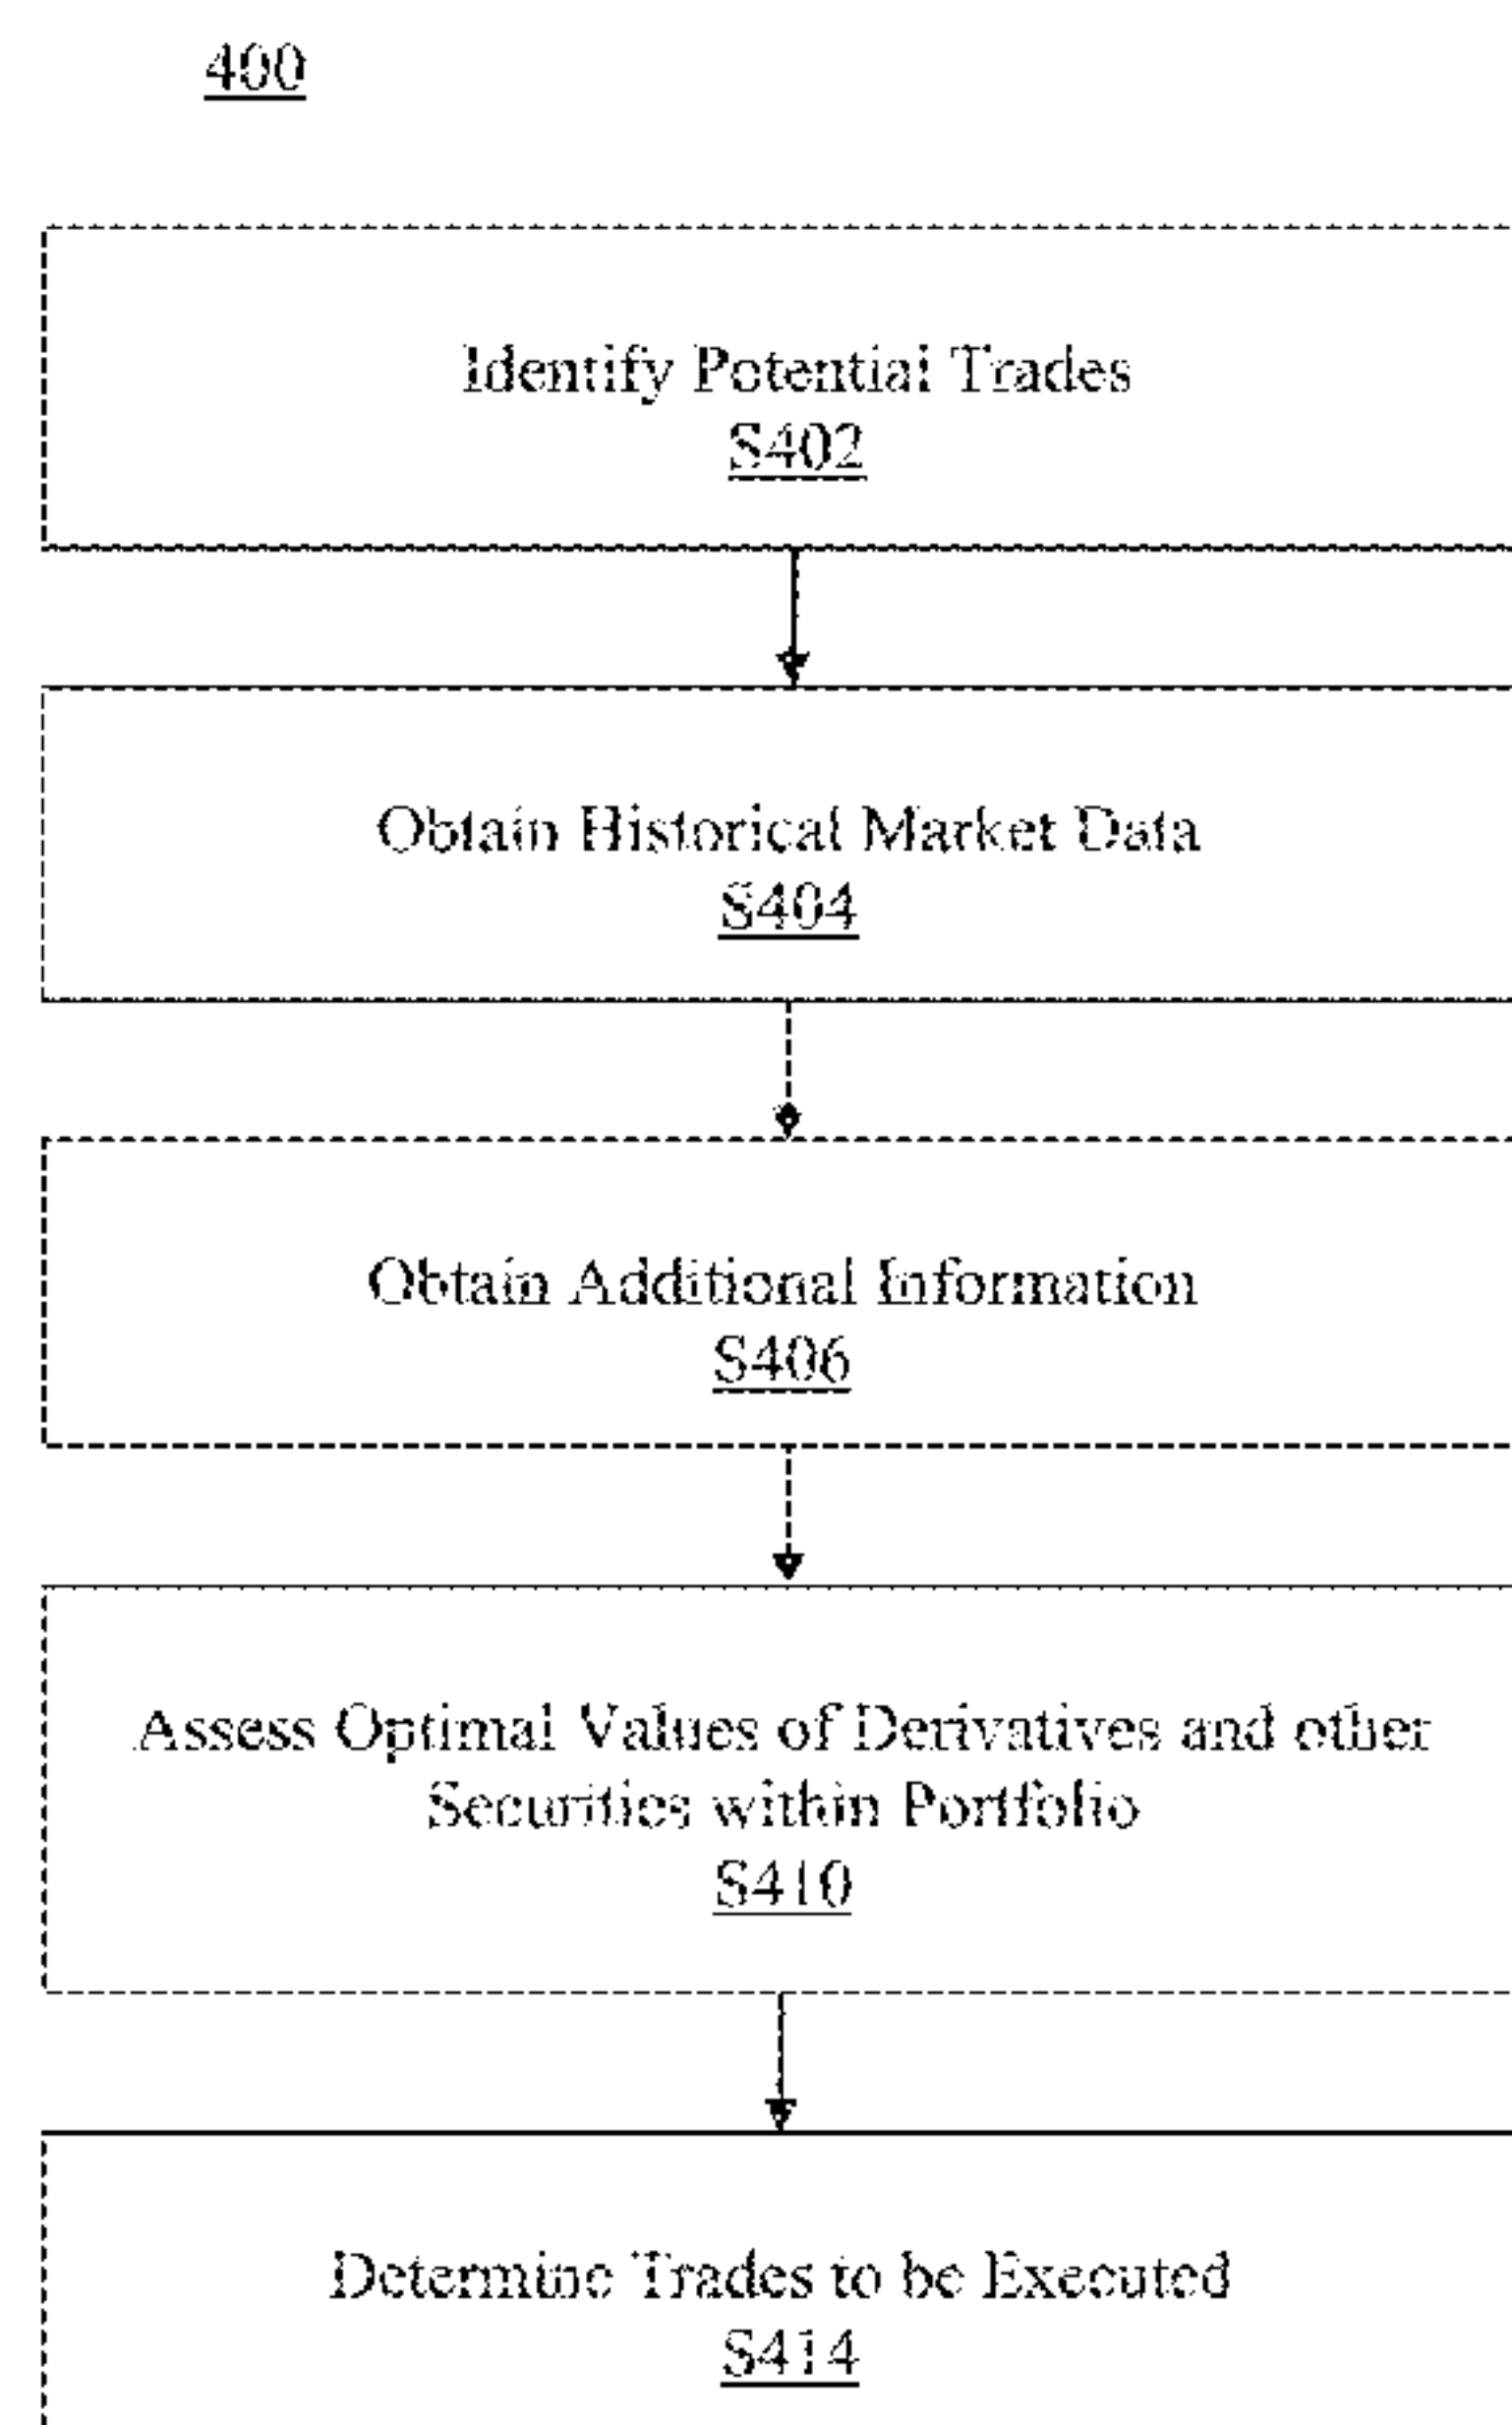 400
Identify Potential Trades
S402
Obtain Historical Market Data
S404
Obtain Additional Information
S406
Assess Optimal Values of Derivatives and other
Securities within Portfolio
S410
Determine Trades to be Executed
S414